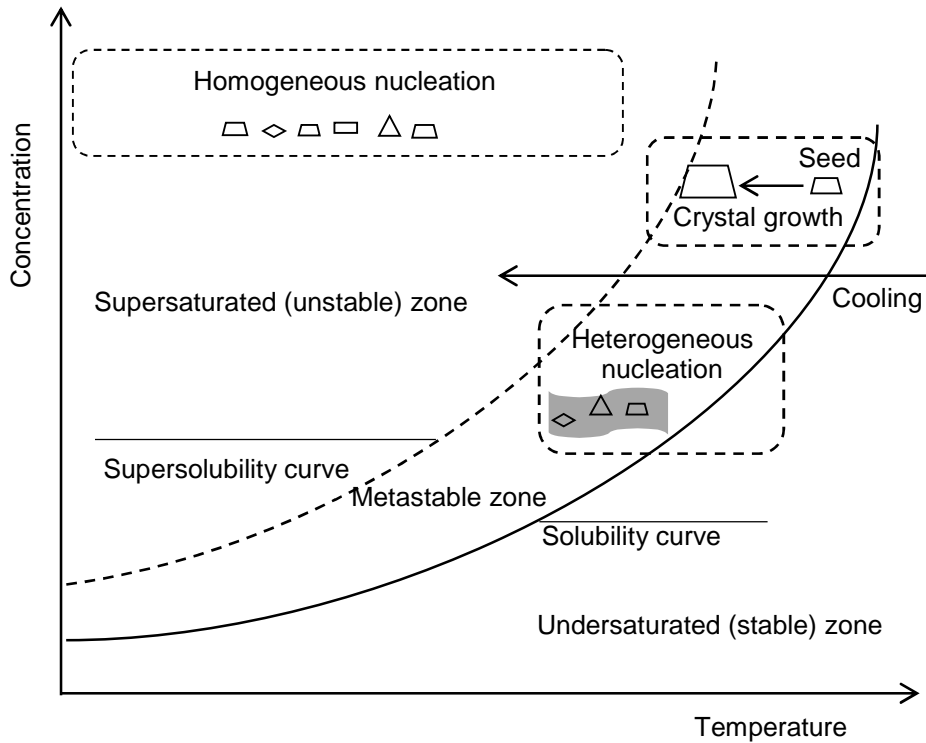 Homogeneous nucleation
Seed
Crystal growth
Concentration
Supersaturated (unstable) zone
Cooling
Heterogeneous
nucleation
Supersolubility curve
Metastable zone
Solubility curve
Undersaturated (stable) zone
Temperature